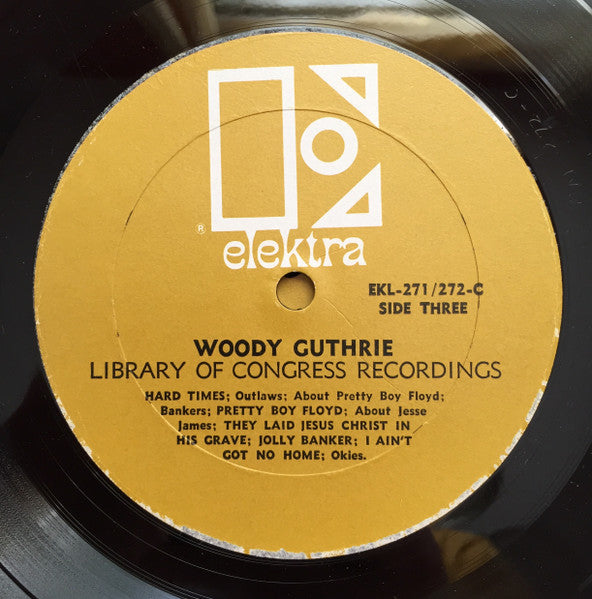 ®
elektra
EKL-271/272-C
SIDE THREE
WOODY GUTHRIE
LIBRARY OF CONGRESS RECORDINGS
HARD TIMES; Outlaws; About Pretty Boy Floyd;
Bankers; PRETTY BOY FLOYD; About Jesse
James; THEY LAID JESUS CHRIST IN
HIS GRAVE; JOLLY BANKER; I AIN'T
GOT NO HOME; Okies.